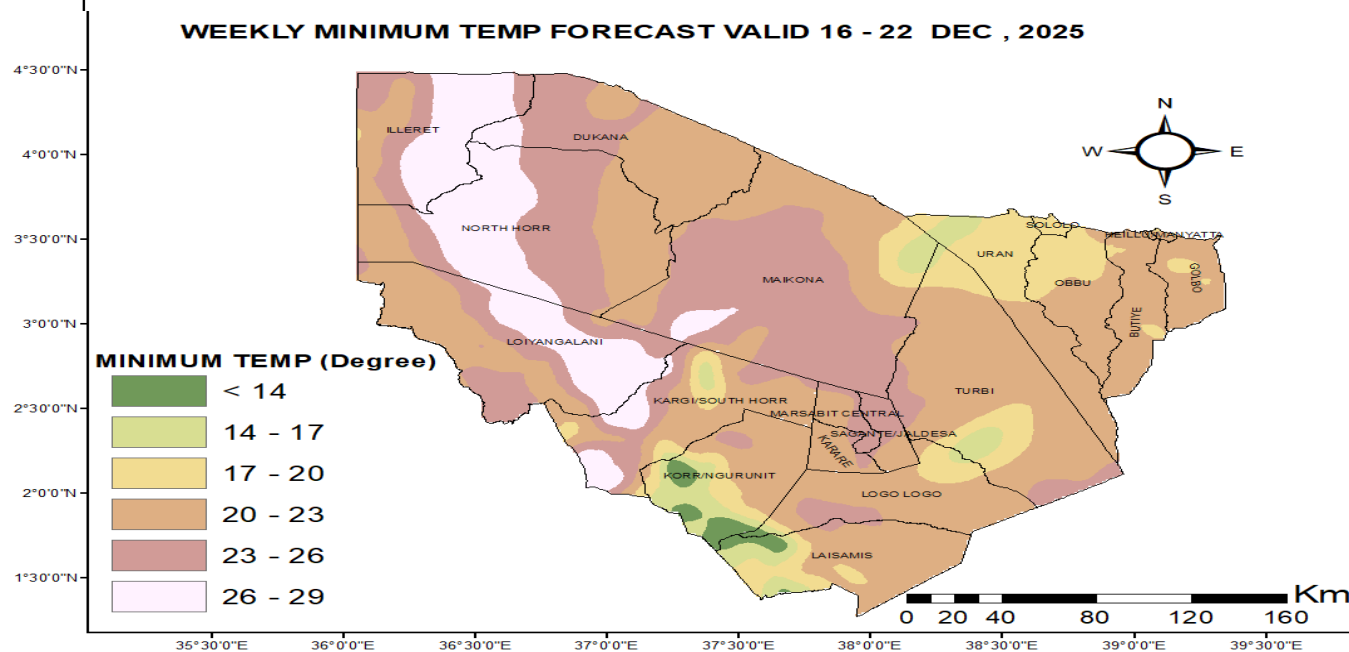 WEEKLY MINIMUM TEMP FORECAST VALID 16 - 22 DEC , 2025
4°30'0"N
4°0'0"N
3°30'0"N
3°0'0"N
2°30'0"N
2°0'0"N
1°30'0"N
N
W
E
S
ILLERET
DUKANA
NORTH HORR
SOLOLO
URAN
MAIKONA
OBBU
GOLBO
BUTIYE
LOIYANGALANI
TURBI
KARGI/SOUTH HORR
MARSABIT CENTRAL
SAGANTE/JALDESA
KARARE
KORR/NGURUNIT
LOGO LOGO
LAISAMIS
MINIMUM TEMP (Degree)
< 14
14 - 17
17 - 20
20 - 23
23 - 26
26 - 29
Km
0 20 40 80 120 160
35°30'0"E 36°0'0"E 36°30'0"E 37°0'0"E 37°30'0"E 38°0'0"E 38°30'0"E 39°0'0"E 39°30'0"E